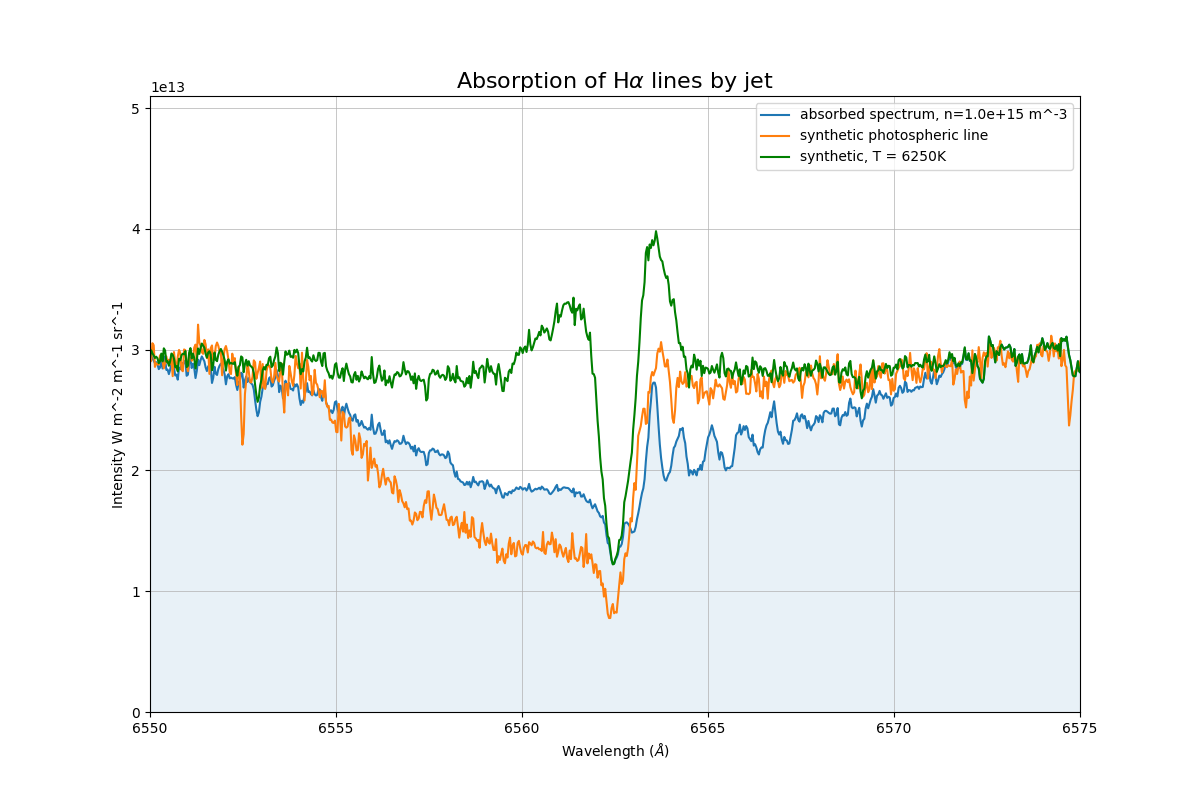 Absorption of Hα lines by jet
1e13
absorbed spectrum, n=1.0e+15 m^-3
synthetic photospheric line
synthetic, T = 6250K
5
4
3
2
1
0
Intensity W m^-2 m^-1 sr^-1
6550 6555 6560 6565 6570 6575
Wavelength (Å)